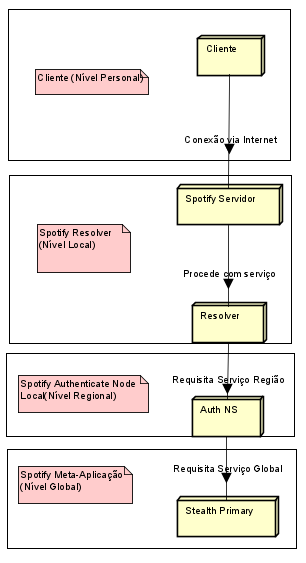 Cliente
Cliente (Nível Personal)
Conexão via Internet
Spotify Servidor
Spotify Resolver
(Nível Local)
Procede com serviço
Resolver
Requisita Serviço Região
Spotify Authenticate Node
Local(Nível Regional)
Auth NS
Requisita Serviço Global
Spotify Meta-Aplicação
(Nível Global)
Stealth Primary